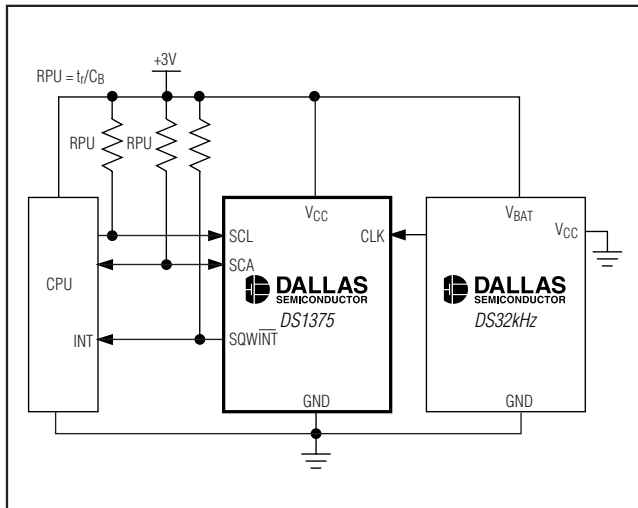 +3V
RPU = tr/CB
RPU
RPU
VCC
VBAT
VCC
SCL
CLK
CPU
SCA
DALLAS
SEMICONDUCTOR
DS1375
DALLAS
SEMICONDUCTOR
DS32kHz
INT
SQWI̅N̅T̅
GND
GND